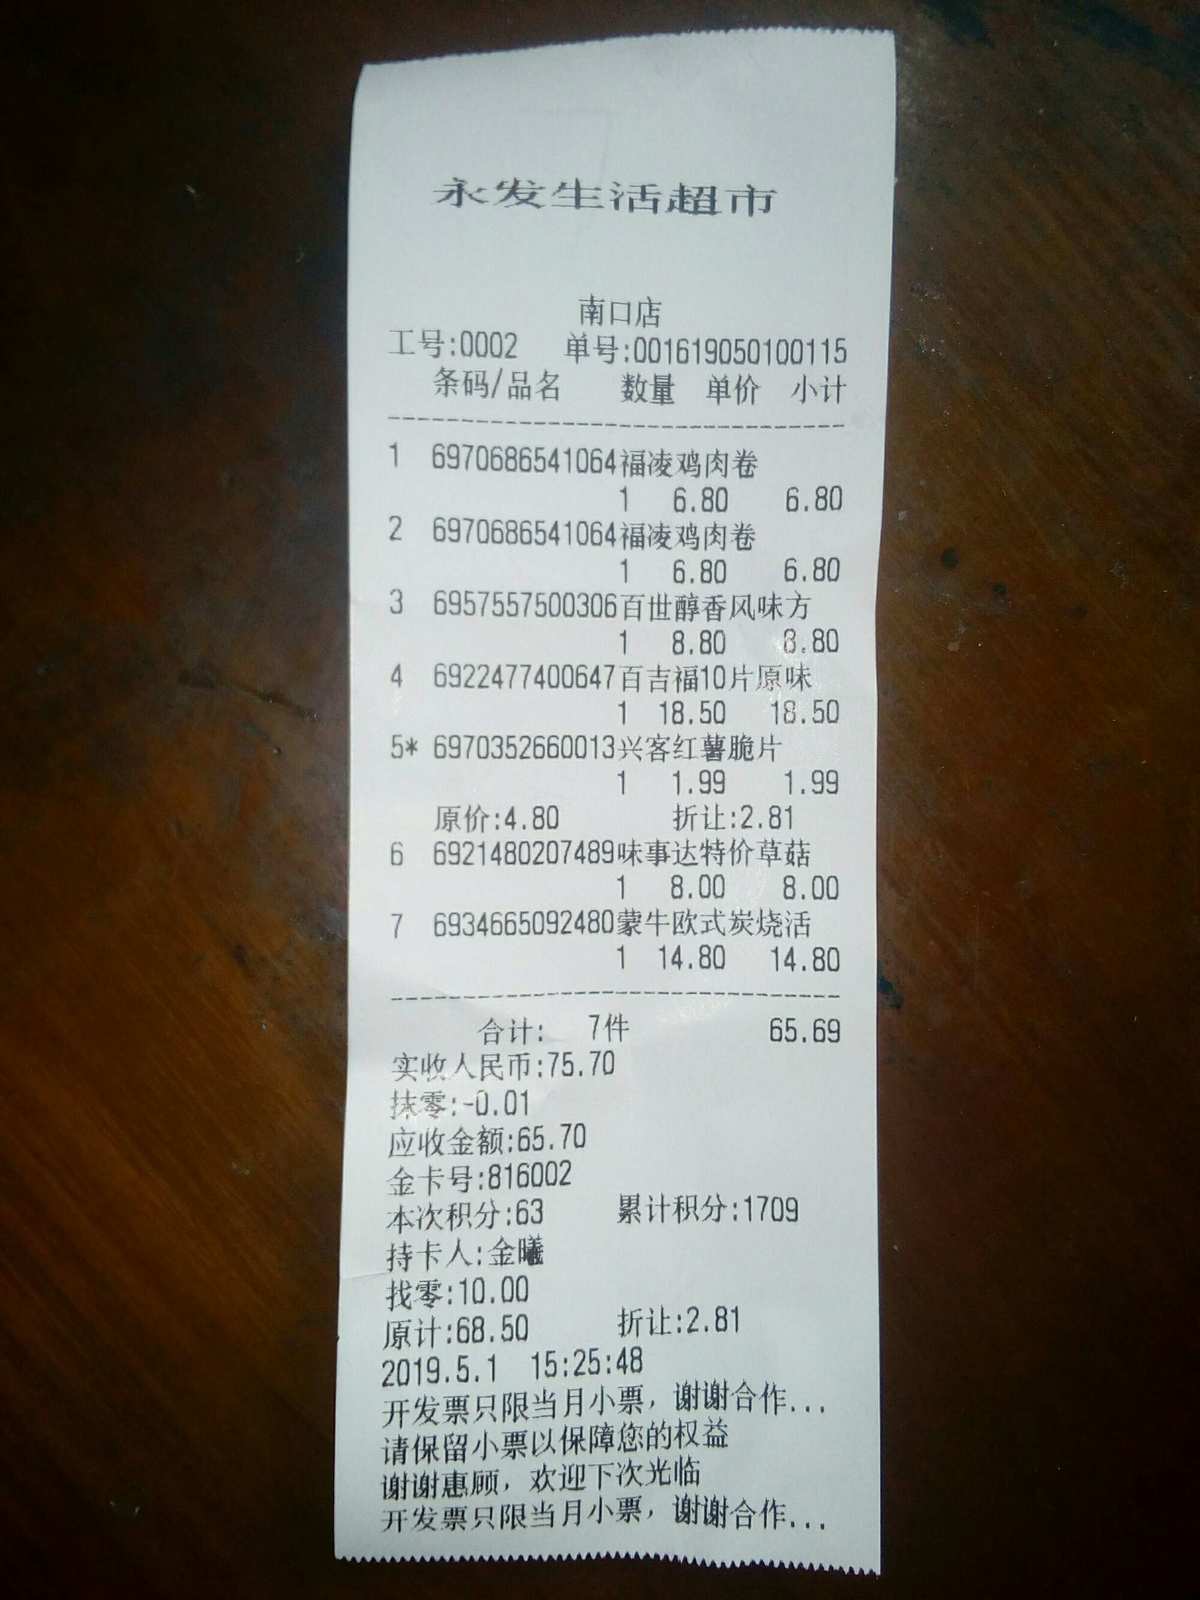 永发生活超市
南口店
工号:0002 单号:001619050100115
条码/品名 数量 单价 小计
1 6970686541064福凌鸡肉卷
1 6.80 6.80
2 6970686541064福凌鸡肉卷
1 6.80 6.80
3 6957557500306百世醇香风味方
1 8.80 8.80
4 6922477400647百吉福10片原味
1 18.50 18.50
5* 6970352660013兴客红薯脆片
1 1.99 1.99
原价:4.80 折让:2.81
6 6921480207489味事达特价草菇
1 8.00 8.00
7 6934665092480蒙牛欧式炭烧活
1 14.80 14.80
合计: 7件 65.69
实收人民币:75.70
抹零:-0.01
应收金额:65.70
金卡号:816002
本次积分:63 累计积分:1709
持卡人:金曦
找零:10.00
原计:68.50 折让:2.81
2019.5.1 15:25:48
开发票只限当月小票，谢谢合作...
请保留小票以保障您的权益
谢谢惠顾，欢迎下次光临
开发票只限当月小票，谢谢合作...